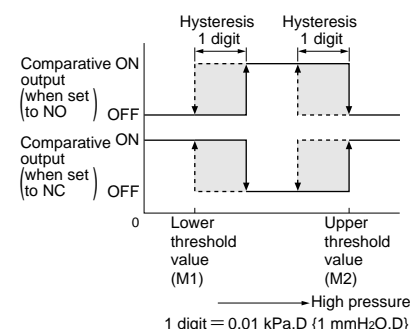 Hysteresis Hysteresis
1 digit 1 digit
Comparative ON
output
(when set
to NO) OFF
Comparative ON
output
(when set
to NC) OFF
0
Lower
threshold
value
(M1)
Upper
threshold
value
(M2)
High pressure
1 digit = 0.01 kPa.D {1 mmH2O.D}